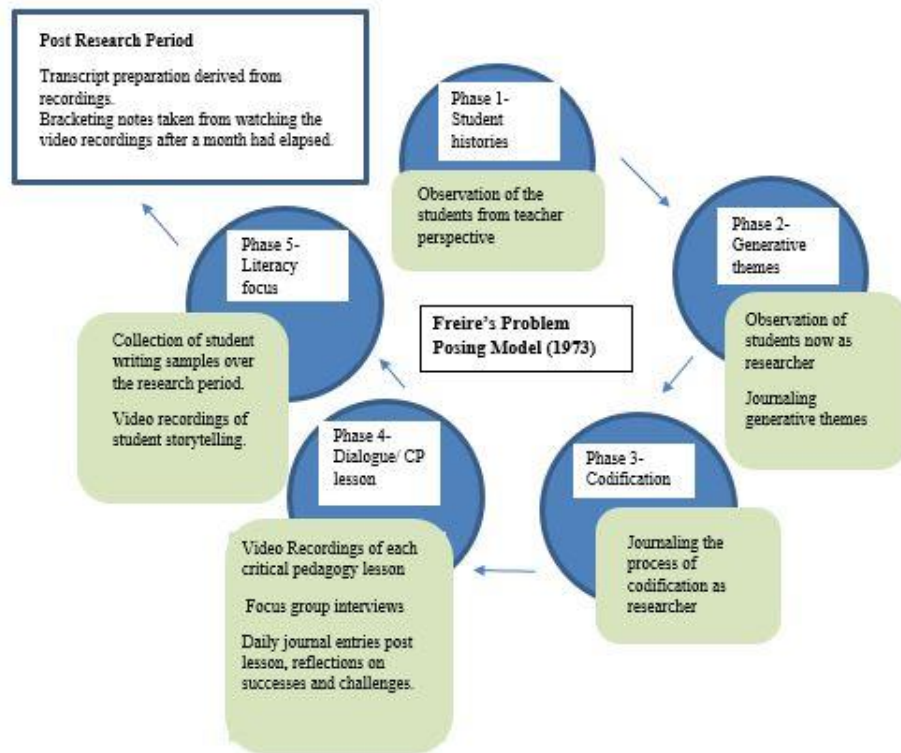 Post Research Period
Transcript preparation derived from
recordings.
Bracketing notes taken from watching the
video recordings after a month had elapsed.
Phase 1-
Student
histories
Observation of the
students from teacher
perspective
Phase 2-
Generative
themes
Observation of
students now as
researcher
Journaling
generative themes
Phase 3-
Codification
Journaling the
process of
codification as
researcher
Phase 4-
Dialogue/ CP
lesson
Video Recordings of each
critical pedagogy lesson
Focus group interviews
Daily journal entries post
lesson, reflections on
successes and challenges.
Phase 5-
Literacy
focus
Collection of student
writing samples over
the research period.
Video recordings of
student storytelling.
Freire’s Problem
Posing Model (1973)